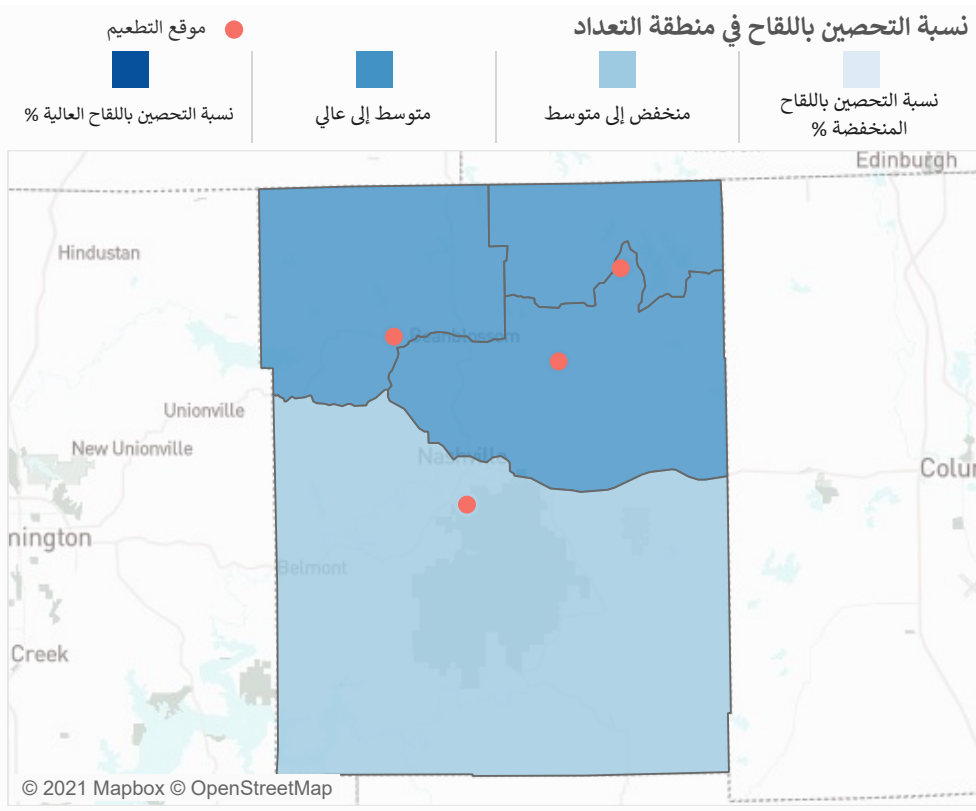 نسبة التحصين باللقاح في منطقة التعداد
موقع التطعيم
نسبة التحصين باللقاح المنخفضة %
منخفض إلى متوسط
متوسط إلى عالي
نسبة التحصين باللقاح العالية %
Edinburgh
Hindustan
Beanblossom
Unionville
New Unionville
Nashville
Colu
nington
Belmont
Creek
© 2021 Mapbox © OpenStreetMap